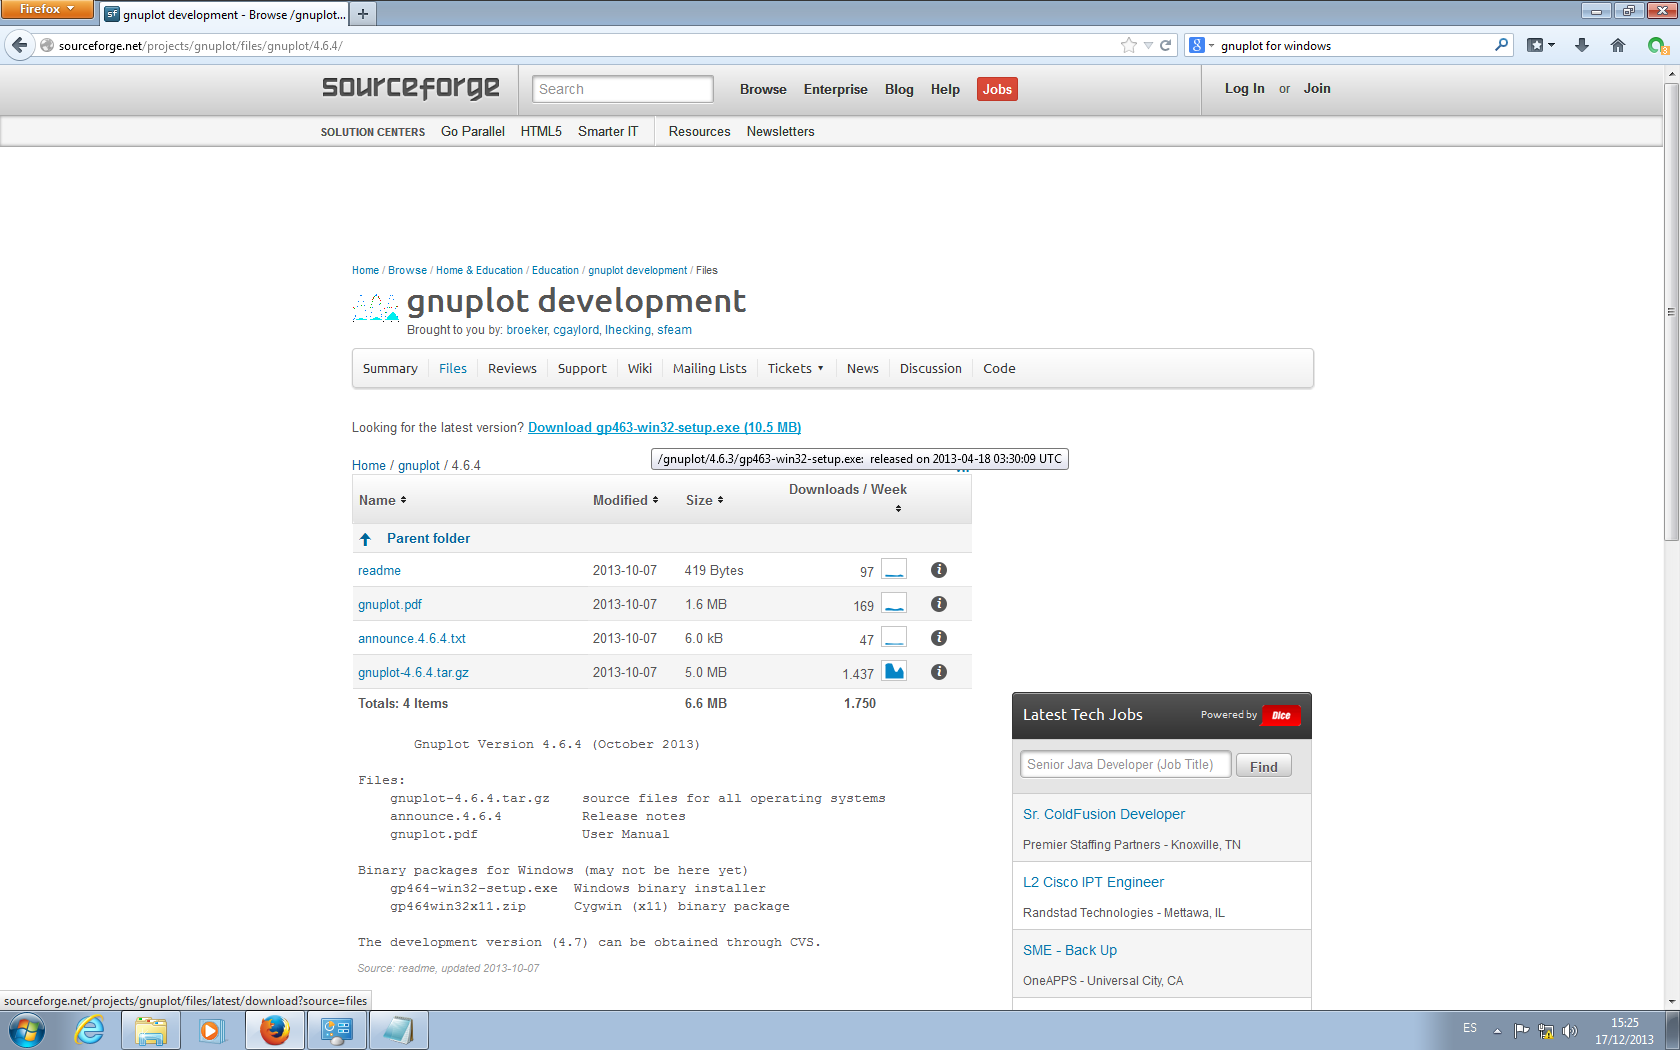 Firefox
gnuplot development - Browse /gnuplot...
sourceforge.net/projects/gnuplot/files/gnuplot/4.6.4/
gnuplot for windows
sourceforge
Search
Browse Enterprise Blog Help Jobs
Log In or Join
SOLUTION CENTERS Go Parallel HTML5 Smarter IT Resources Newsletters
Home / Browse / Home & Education / Education / gnuplot development / Files
gnuplot development
Brought to you by: broeker, cgaylord, lhecking, sfeam
Summary Files Reviews Support Wiki Mailing Lists Tickets News Discussion Code
Looking for the latest version? Download gp463-win32-setup.exe (10.5 MB)
/gnuplot/4.6.3/gp463-win32-setup.exe: released on 2013-04-18 03:30:09 UTC
Home / gnuplot / 4.6.4
Name Modified Size Downloads / Week
Parent folder
readme 2013-10-07 419 Bytes 97
gnuplot.pdf 2013-10-07 1.6 MB 169
announce.4.6.4.txt 2013-10-07 6.0 kB 47
gnuplot-4.6.4.tar.gz 2013-10-07 5.0 MB 1.437
Totals: 4 Items 6.6 MB 1.750
Gnuplot Version 4.6.4 (October 2013)
Files:
gnuplot-4.6.4.tar.gz source files for all operating systems
announce.4.6.4 Release notes
gnuplot.pdf User Manual
Binary packages for Windows (may not be here yet)
gp464-win32-setup.exe Windows binary installer
gp464win32x11.zip Cygwin (x11) binary package
The development version (4.7) can be obtained through CVS.
Source: readme, updated 2013-10-07
Latest Tech Jobs Powered by Dice
Senior Java Developer (Job Title) Find
Sr. ColdFusion Developer
Premier Staffing Partners - Knoxville, TN
L2 Cisco IPT Engineer
Randstad Technologies - Mettawa, IL
SME - Back Up
OneAPPS - Universal City, CA
sourceforge.net/projects/gnuplot/files/latest/download?source=files
ES
15:25
17/12/2013